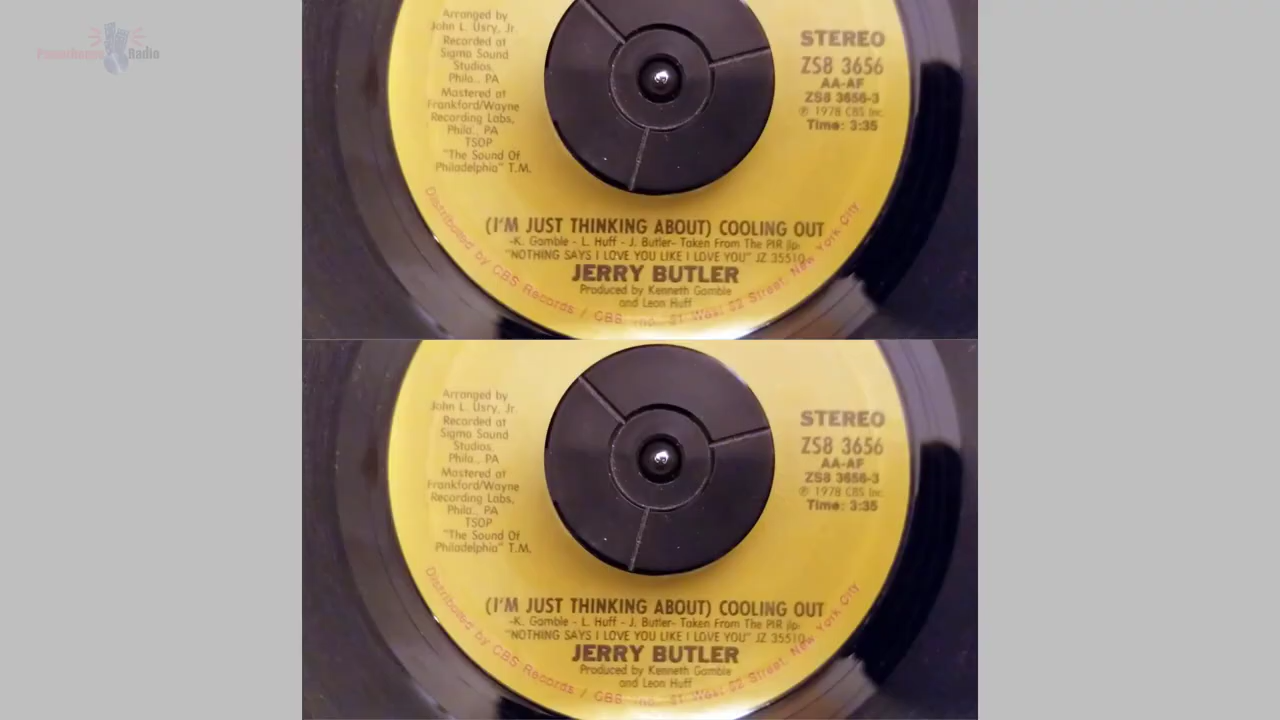 Panacheone Radio
Arranged by
John L. Usry, Jr.
Recorded at
Sigma Sound
Studios,
Phila., PA
Mastered at
Frankford/Wayne
Recording Labs,
Phila., PA
TSOP
"The Sound Of
Philadelphia" T.M.
STEREO
ZS8 3656
AA-AF
ZS8 3656-3
℗ 1978 CBS Inc.
Time: 3:35
(I'M JUST THINKING ABOUT) COOLING OUT
-K. Gamble - L. Huff - J. Butler- Taken From The PIR lp:
"NOTHING SAYS I LOVE YOU LIKE I LOVE YOU" JZ 35510
JERRY BUTLER
Produced by Kenneth Gamble
and Leon Huff
Distributed by CBS Records / CBS, Inc. 51 West 52 Street, New York City
Arranged by
John L. Usry, Jr.
Recorded at
Sigma Sound
Studios,
Phila., PA
Mastered at
Frankford/Wayne
Recording Labs,
Phila., PA
TSOP
"The Sound Of
Philadelphia" T.M.
STEREO
ZS8 3656
AA-AF
ZS8 3656-3
℗ 1978 CBS Inc.
Time: 3:35
(I'M JUST THINKING ABOUT) COOLING OUT
-K. Gamble - L. Huff - J. Butler- Taken From The PIR lp:
"NOTHING SAYS I LOVE YOU LIKE I LOVE YOU" JZ 35510
JERRY BUTLER
Produced by Kenneth Gamble
and Leon Huff
Distributed by CBS Records / CBS, Inc. 51 West 52 Street, New York City